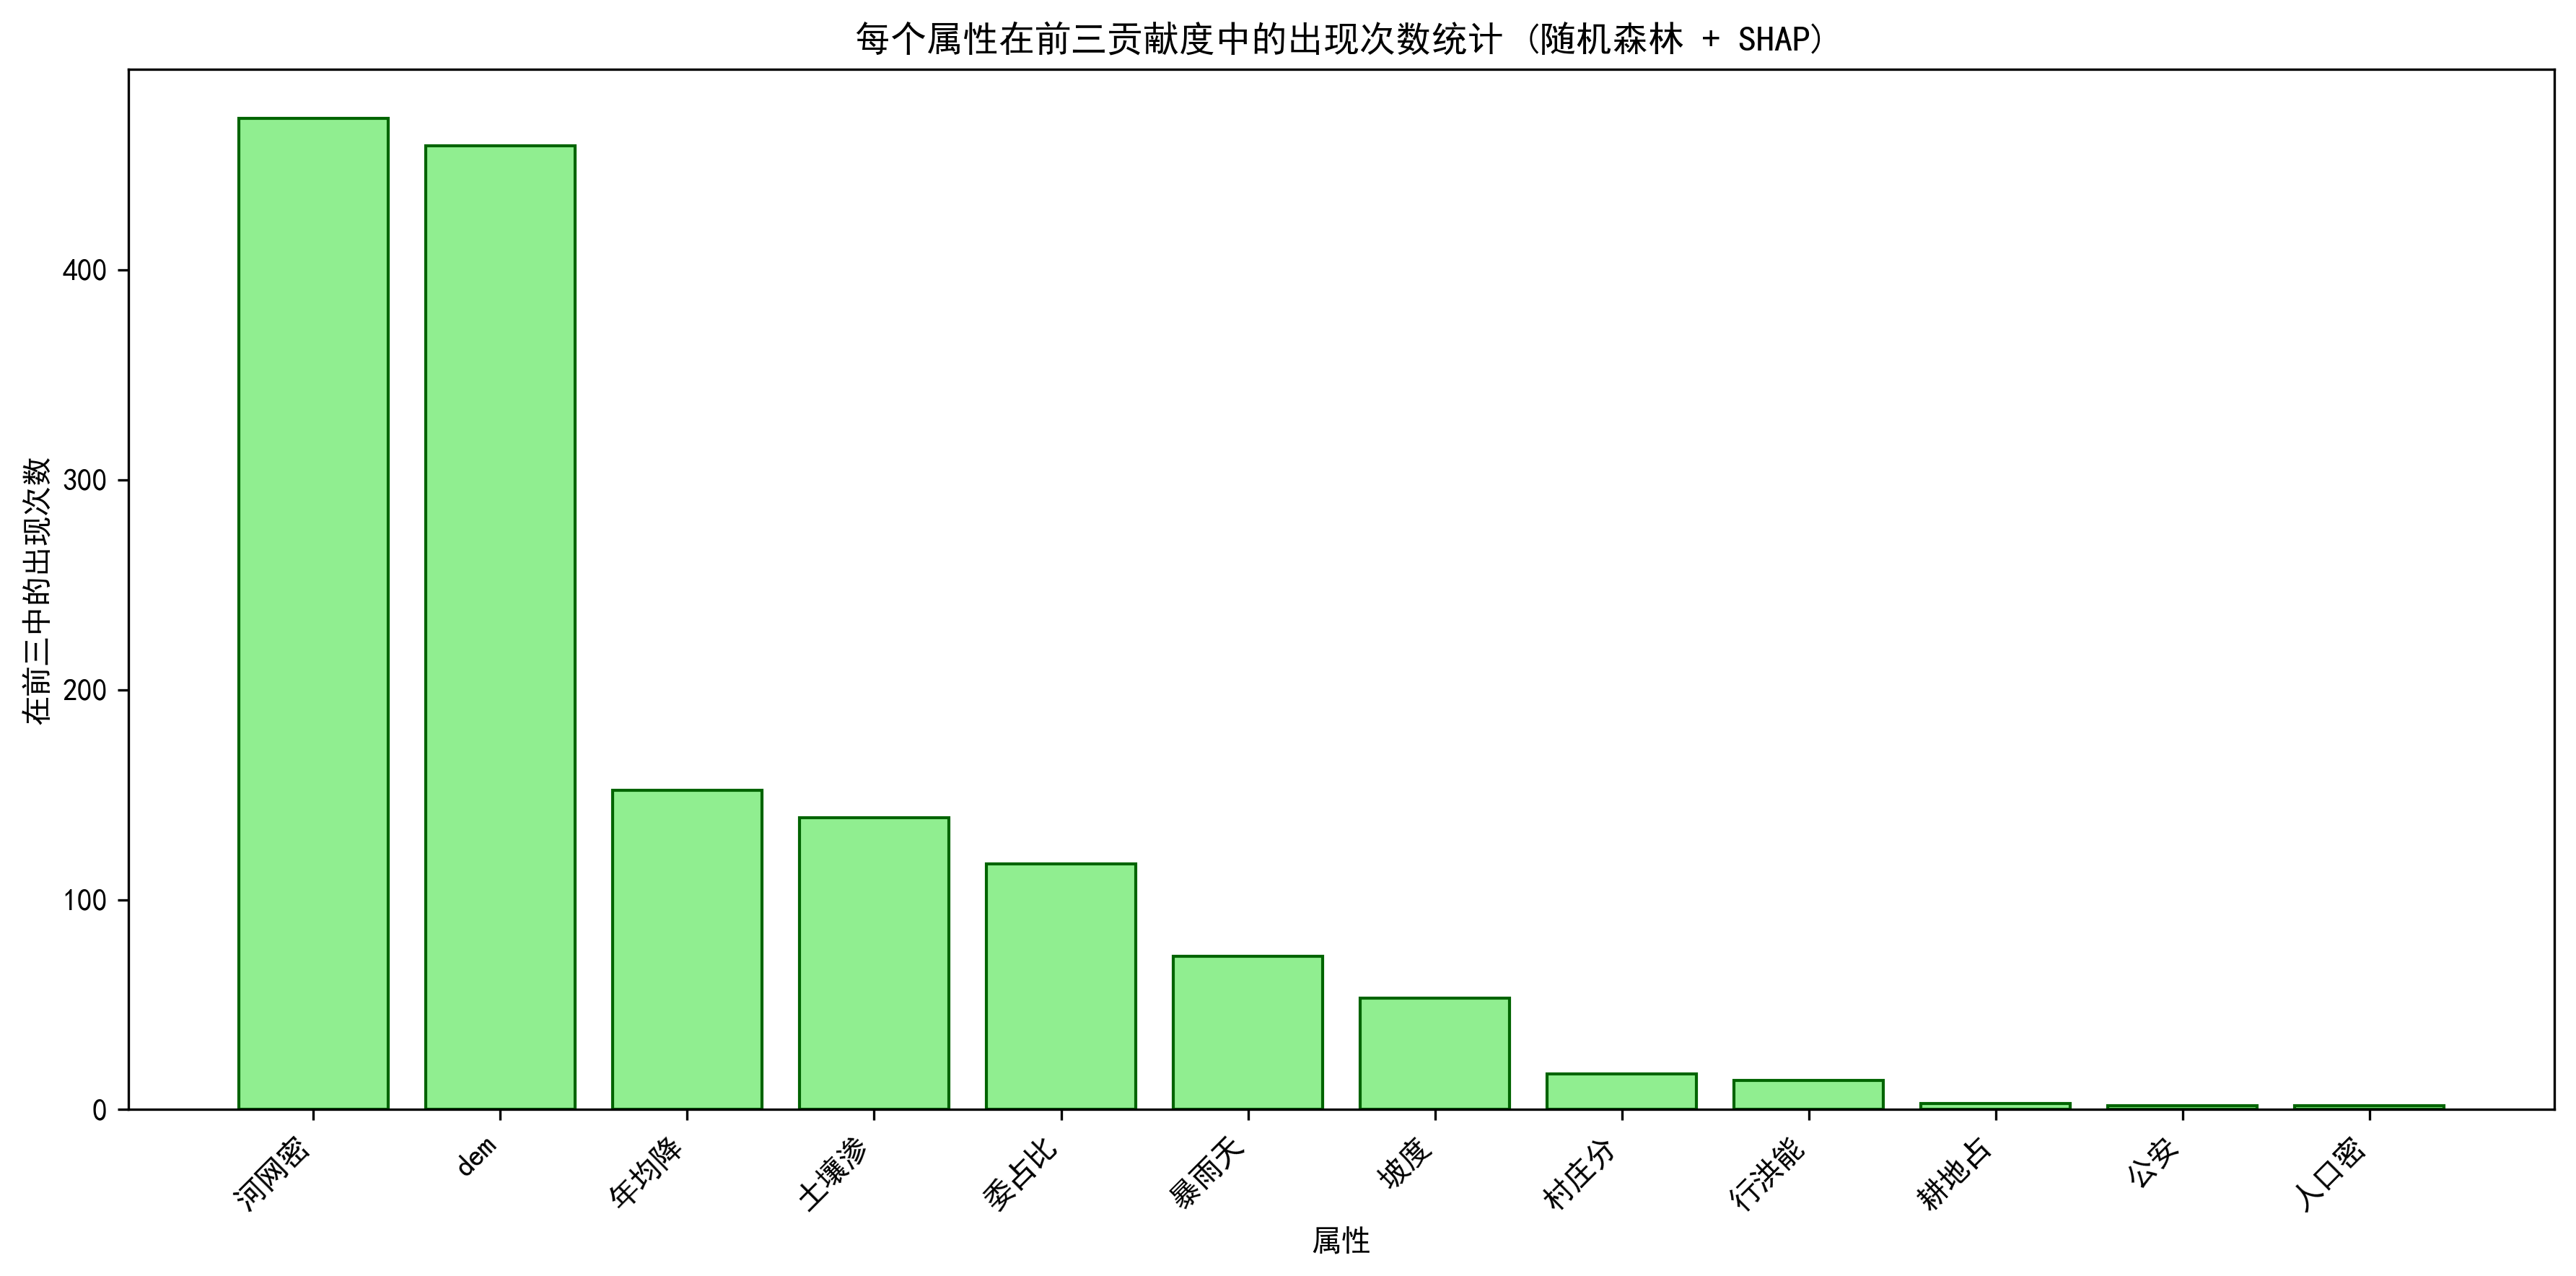 每个属性在前三贡献度中的出现次数统计 (随机森林 + SHAP)
在前三中的出现次数
400
300
200
100
0
河网密
dem
年均降
土壤渗
委占比
暴雨天
坡度
村庄分
行洪能
耕地占
公安
人口密
属性